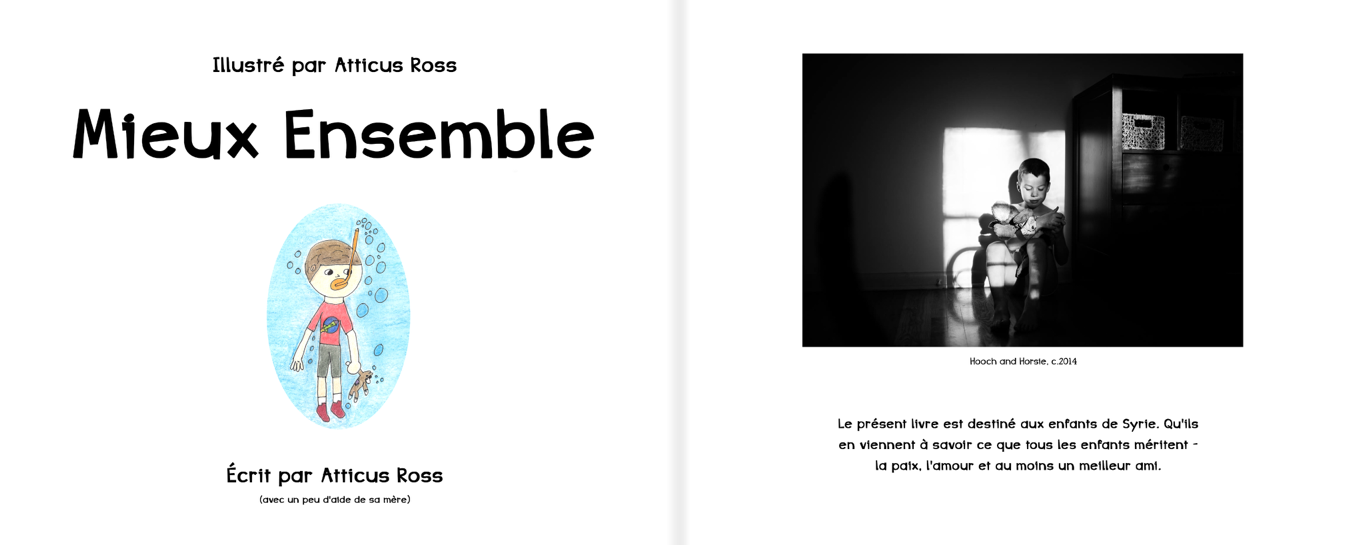 Illustré par Atticus Ross
Mieux Ensemble
Écrit par Atticus Ross
(avec un peu d'aide de sa mère)
Hooch and Horsie, c.2014
Le présent livre est destiné aux enfants de Syrie. Qu'ils
en viennent à savoir ce que tous les enfants méritent -
la paix, l'amour et au moins un meilleur ami.